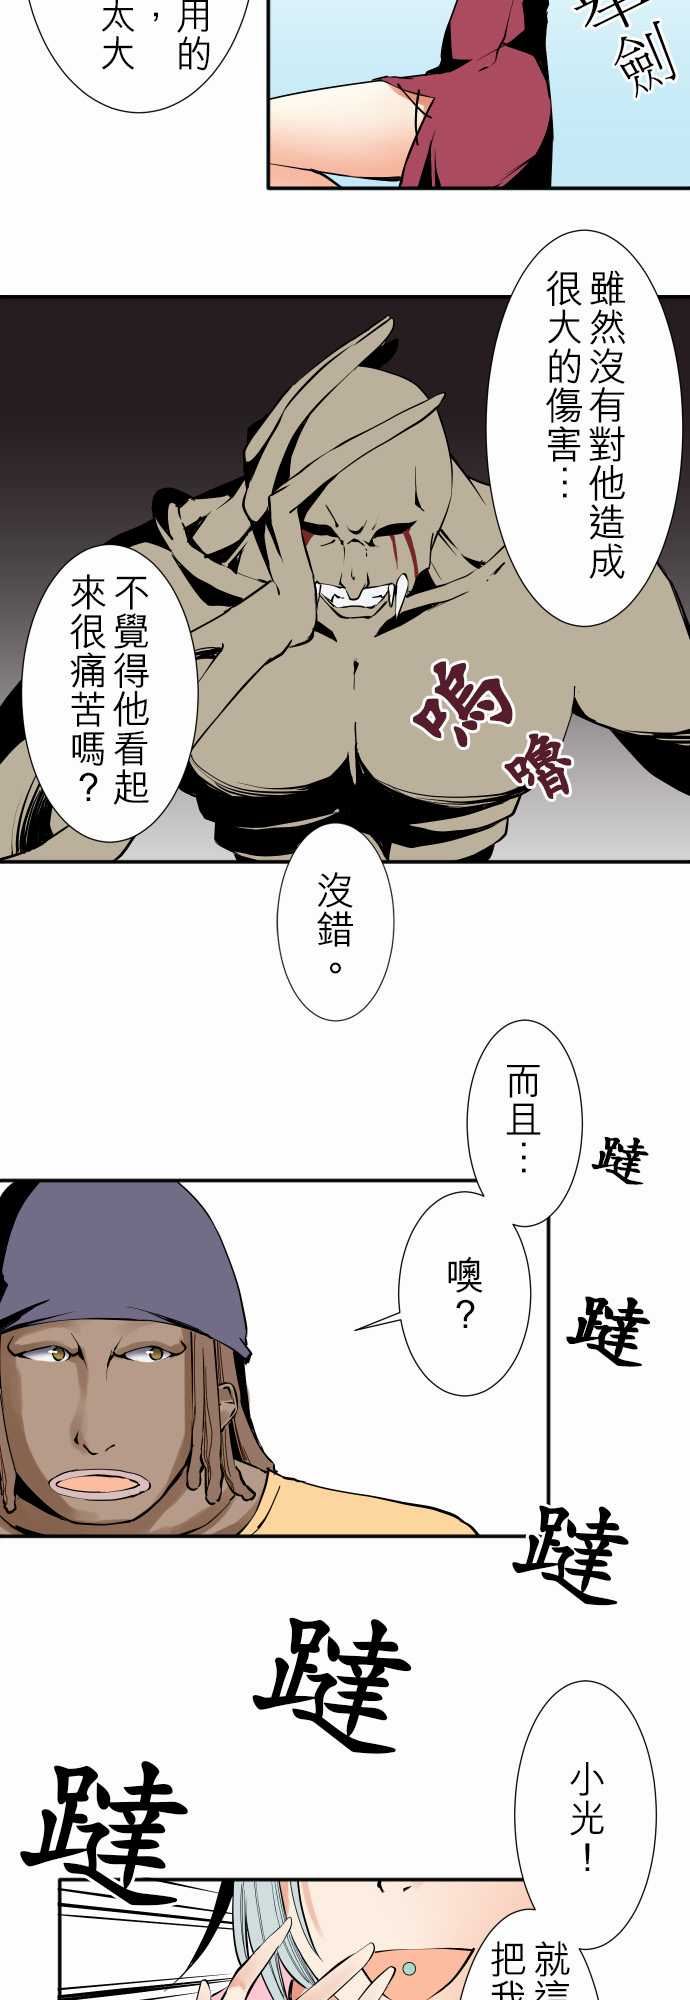 劍
用的
，太大
雖然沒有對他造成
很大的傷害…
不覺得他看起
來很痛苦嗎？
嗚
嚕
沒錯。
而且…
噢？
躂
躂
躂
躂
躂
小光！
就這
把我